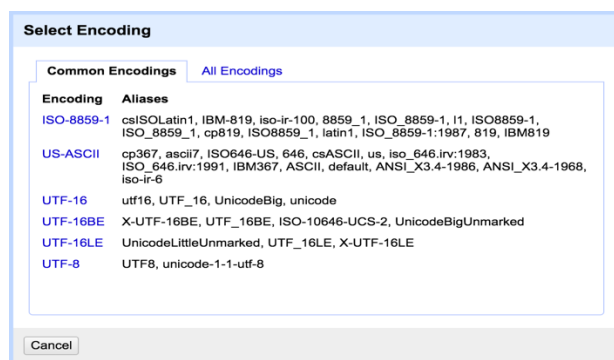 Select Encoding
Common Encodings All Encodings
Encoding Aliases
ISO-8859-1 csISOLatin1, IBM-819, iso-ir-100, 8859_1, ISO_8859-1, l1, ISO8859-1,
ISO_8859_1, cp819, ISO8859_1, latin1, ISO_8859-1:1987, 819, IBM819
US-ASCII cp367, ascii7, ISO646-US, 646, csASCII, us, iso_646.irv:1983,
ISO_646.irv:1991, IBM367, ASCII, default, ANSI_X3.4-1986, ANSI_X3.4-1968,
iso-ir-6
UTF-16 utf16, UTF_16, UnicodeBig, unicode
UTF-16BE X-UTF-16BE, UTF_16BE, ISO-10646-UCS-2, UnicodeBigUnmarked
UTF-16LE UnicodeLittleUnmarked, UTF_16LE, X-UTF-16LE
UTF-8 UTF8, unicode-1-1-utf-8
Cancel